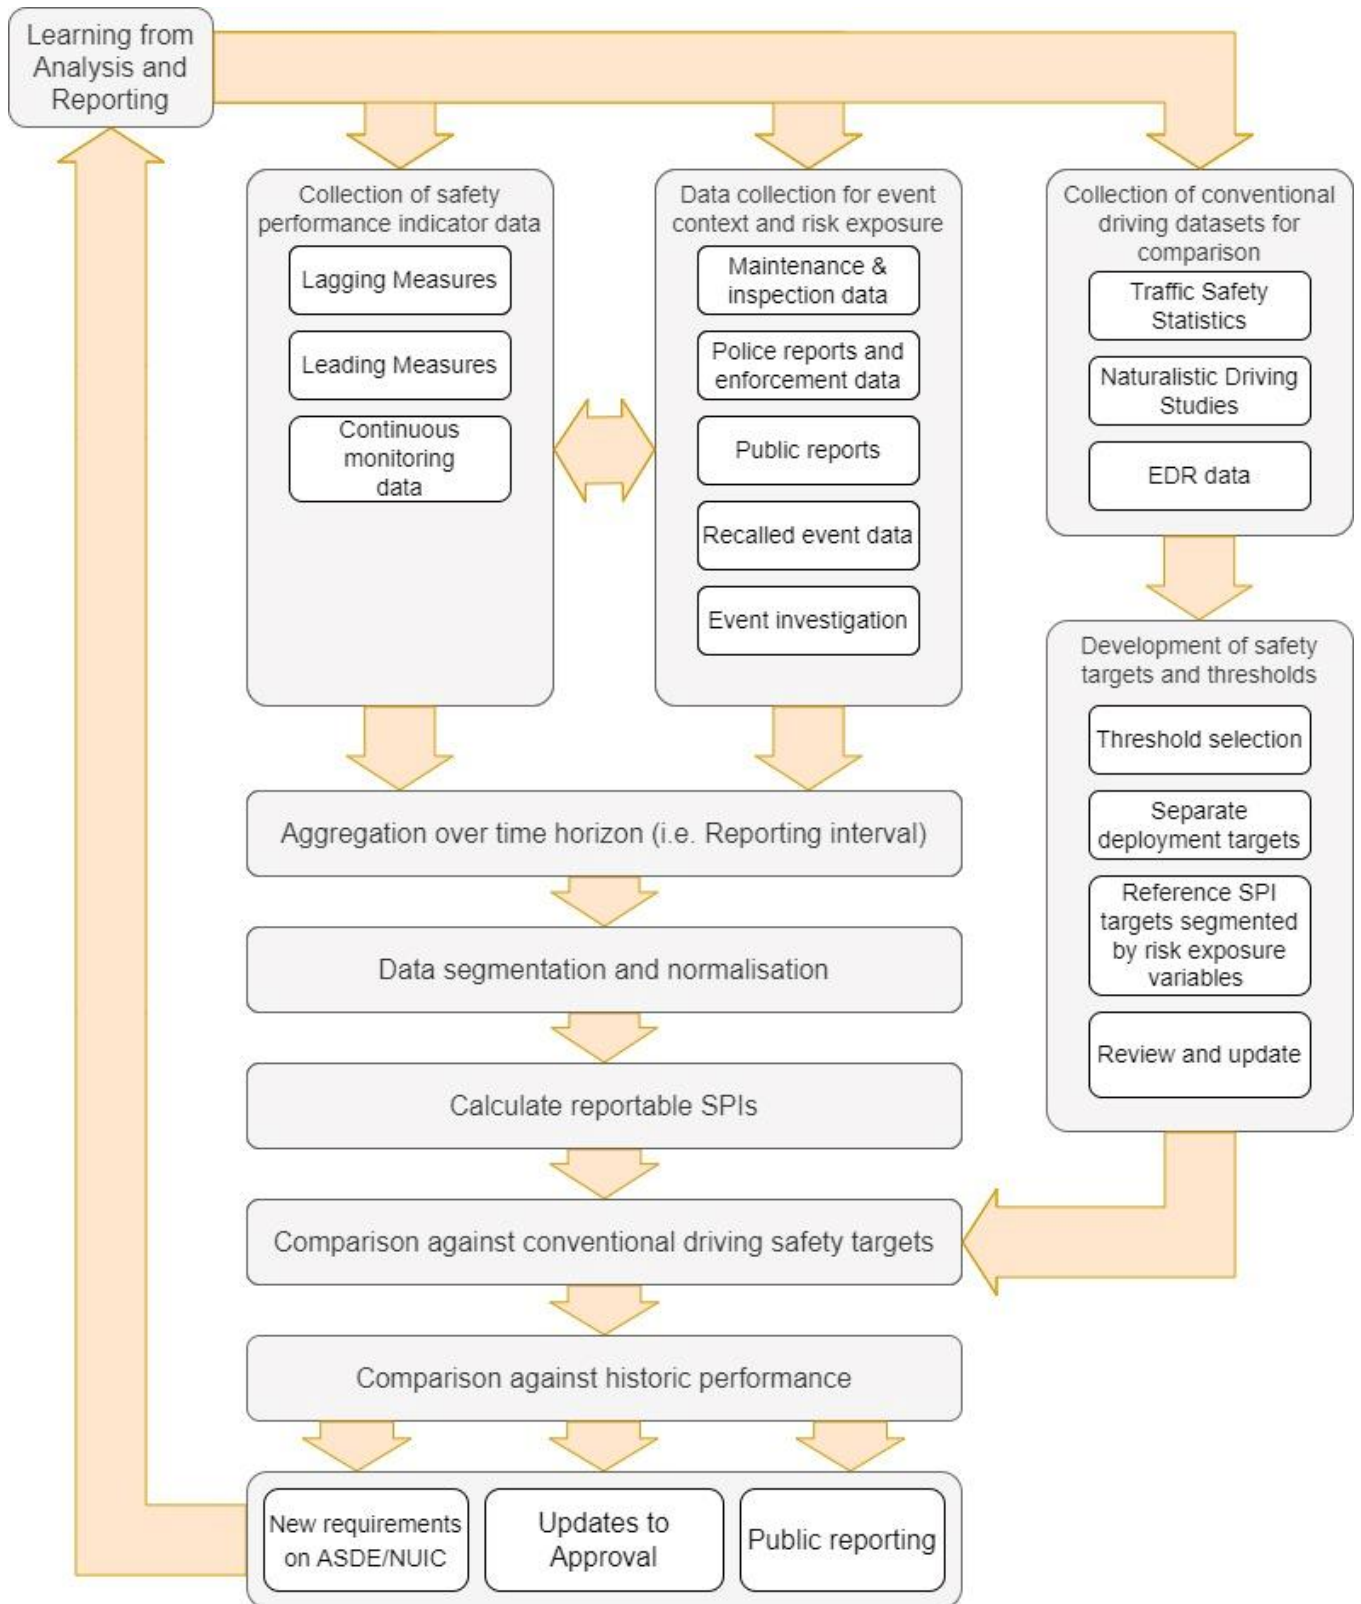 Learning from
Analysis and
Reporting
Collection of safety
performance indicator data
Lagging Measures
Leading Measures
Continuous
monitoring
data
Data collection for event
context and risk exposure
Maintenance &
inspection data
Police reports and
enforcement data
Public reports
Recalled event data
Event investigation
Collection of conventional
driving datasets for
comparison
Traffic Safety
Statistics
Naturalistic Driving
Studies
EDR data
Development of safety
targets and thresholds
Threshold selection
Separate
deployment targets
Reference SPI
targets segmented
by risk exposure
variables
Review and update
Aggregation over time horizon (i.e. Reporting interval)
Data segmentation and normalisation
Calculate reportable SPIs
Comparison against conventional driving safety targets
Comparison against historic performance
New requirements
on ASDE/NUIC
Updates to
Approval
Public reporting